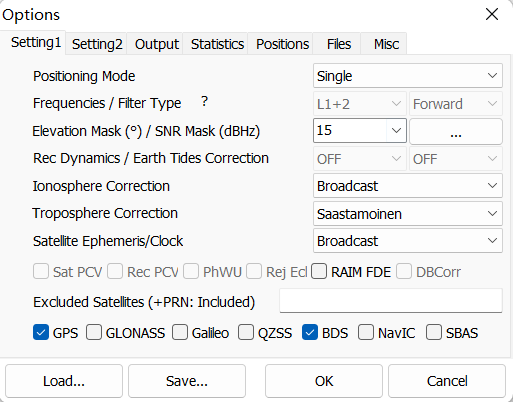 Options
Setting1 Setting2 Output Statistics Positions Files Misc
Positioning Mode Single
Frequencies / Filter Type ? L1+2 Forward
Elevation Mask (°) / SNR Mask (dBHz) 15 ...
Rec Dynamics / Earth Tides Correction OFF OFF
Ionosphere Correction Broadcast
Troposphere Correction Saastamoinen
Satellite Ephemeris/Clock Broadcast
Sat PCV Rec PCV PhWU Rej Ecl RAIM FDE DBCorr
Excluded Satellites (+PRN: Included)
GPS GLONASS Galileo QZSS BDS NavIC SBAS
Load... Save... OK Cancel